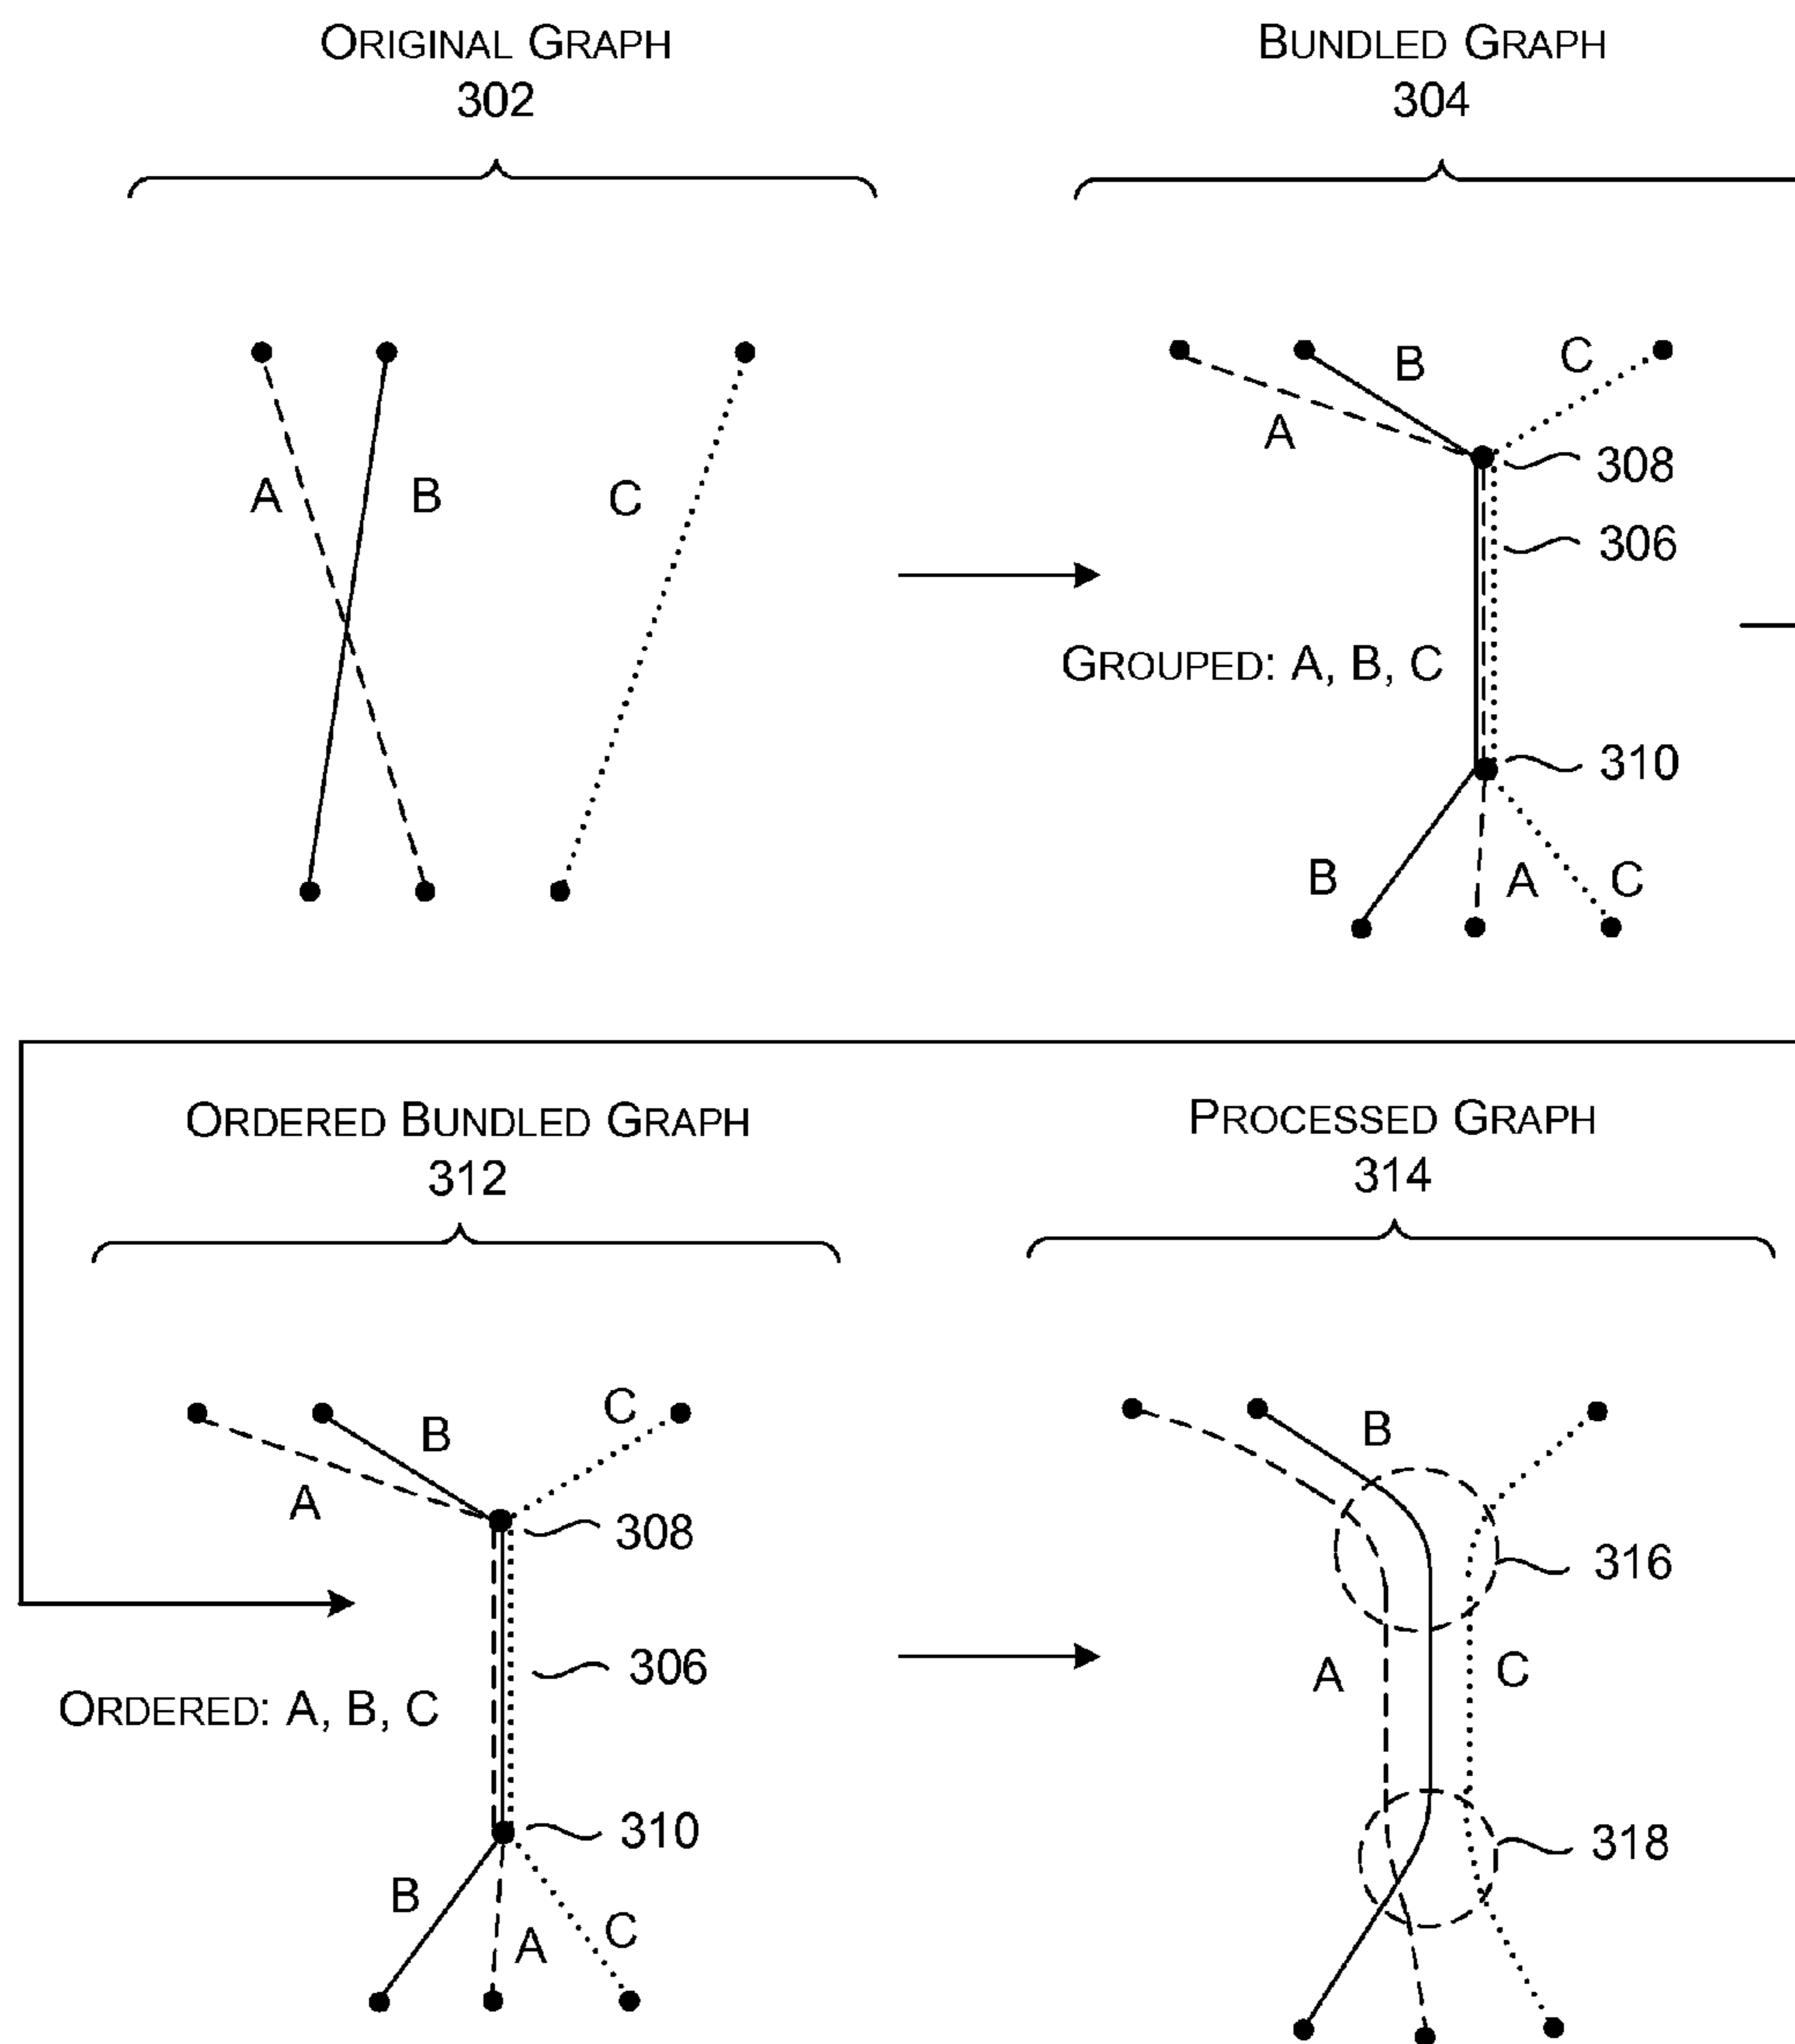 ORIGINAL GRAPH
302
BUNDLED GRAPH
304
A
B
C
A
B
C
308
306
GROUPED: A, B, C
310
B
A
C
ORDERED BUNDLED GRAPH
312
PROCESSED GRAPH
314
A
B
C
308
306
ORDERED: A, B, C
310
B
A
C
B
316
A
C
318